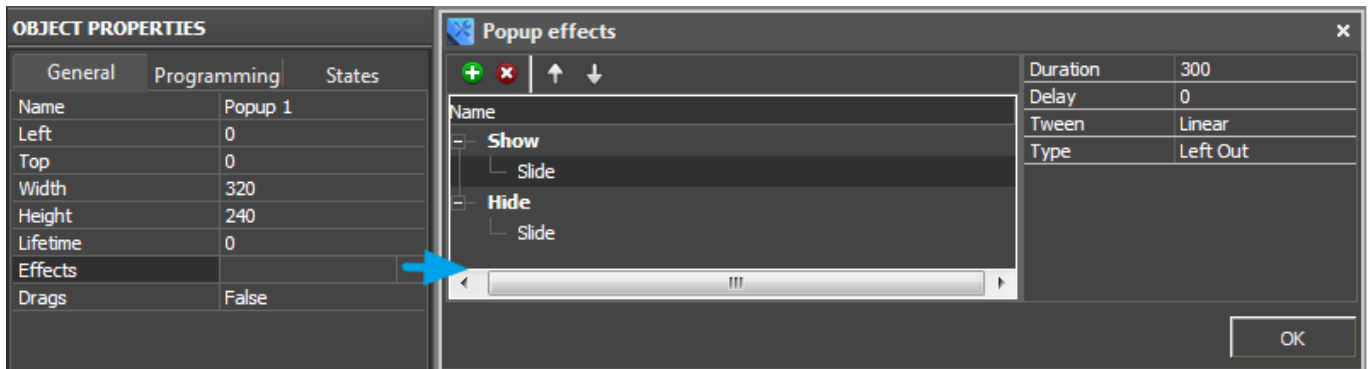 OBJECT PROPERTIES
General Programming States
Name Popup 1
Left 0
Top 0
Width 320
Height 240
Lifetime 0
Effects
Drags False
Popup effects
Name
Show
Slide
Hide
Slide
Duration 300
Delay 0
Tween Linear
Type Left Out
OK